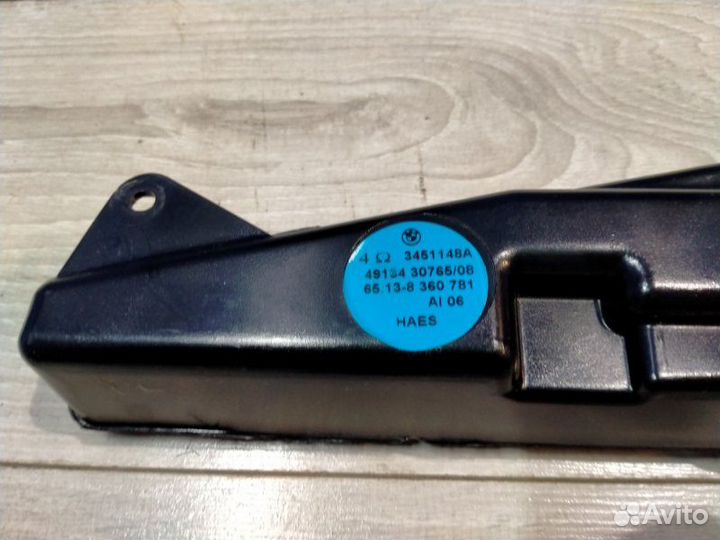 4 Ω 3451148A
49134 30765/08
65.13-8 360 781
AI 06
HAES
Avito